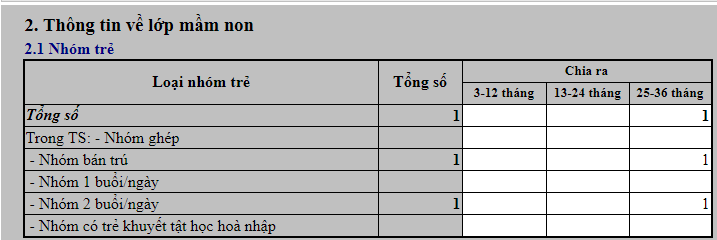 2. Thông tin về lớp mầm non
2.1 Nhóm trẻ
Loại nhóm trẻ Tổng số Chia ra
3-12 tháng 13-24 tháng 25-36 tháng
Tổng số 1 1
Trong TS: - Nhóm ghép
- Nhóm bán trú 1 1
- Nhóm 1 buổi/ngày
- Nhóm 2 buổi/ngày 1 1
- Nhóm có trẻ khuyết tật học hoà nhập